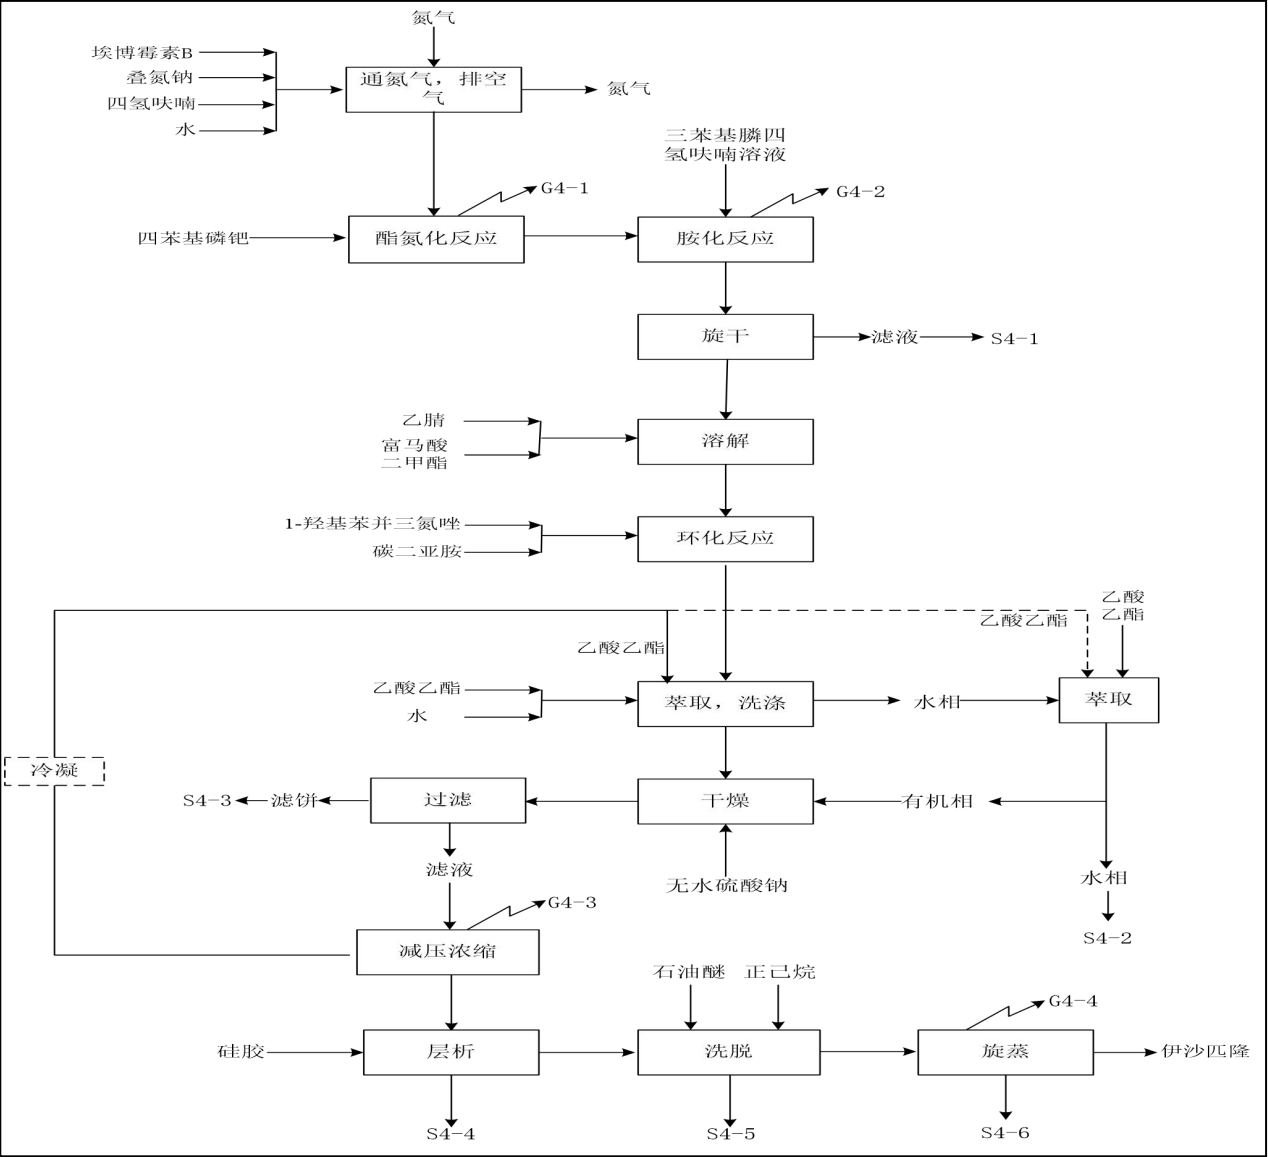 氮气
埃博霉素B
叠氮钠
四氢呋喃
水
通氮气，排空
气
氮气
三苯基膦四
氢呋喃溶液
G4-1
G4-2
四苯基磷钯
酯氮化反应
胺化反应
旋干
滤液
S4-1
乙腈
富马酸
二甲酯
溶解
1-羟基苯并三氮唑
碳二亚胺
环化反应
乙酸
乙酯
乙酸乙酯
乙酸乙酯
乙酸乙酯
水
萃取，洗涤
水相
萃取
冷凝
S4-3
滤饼
过滤
干燥
有机相
滤液
无水硫酸钠
水相
S4-2
G4-3
减压浓缩
石油醚
正己烷
G4-4
硅胶
层析
洗脱
旋蒸
伊沙匹隆
S4-4
S4-5
S4-6